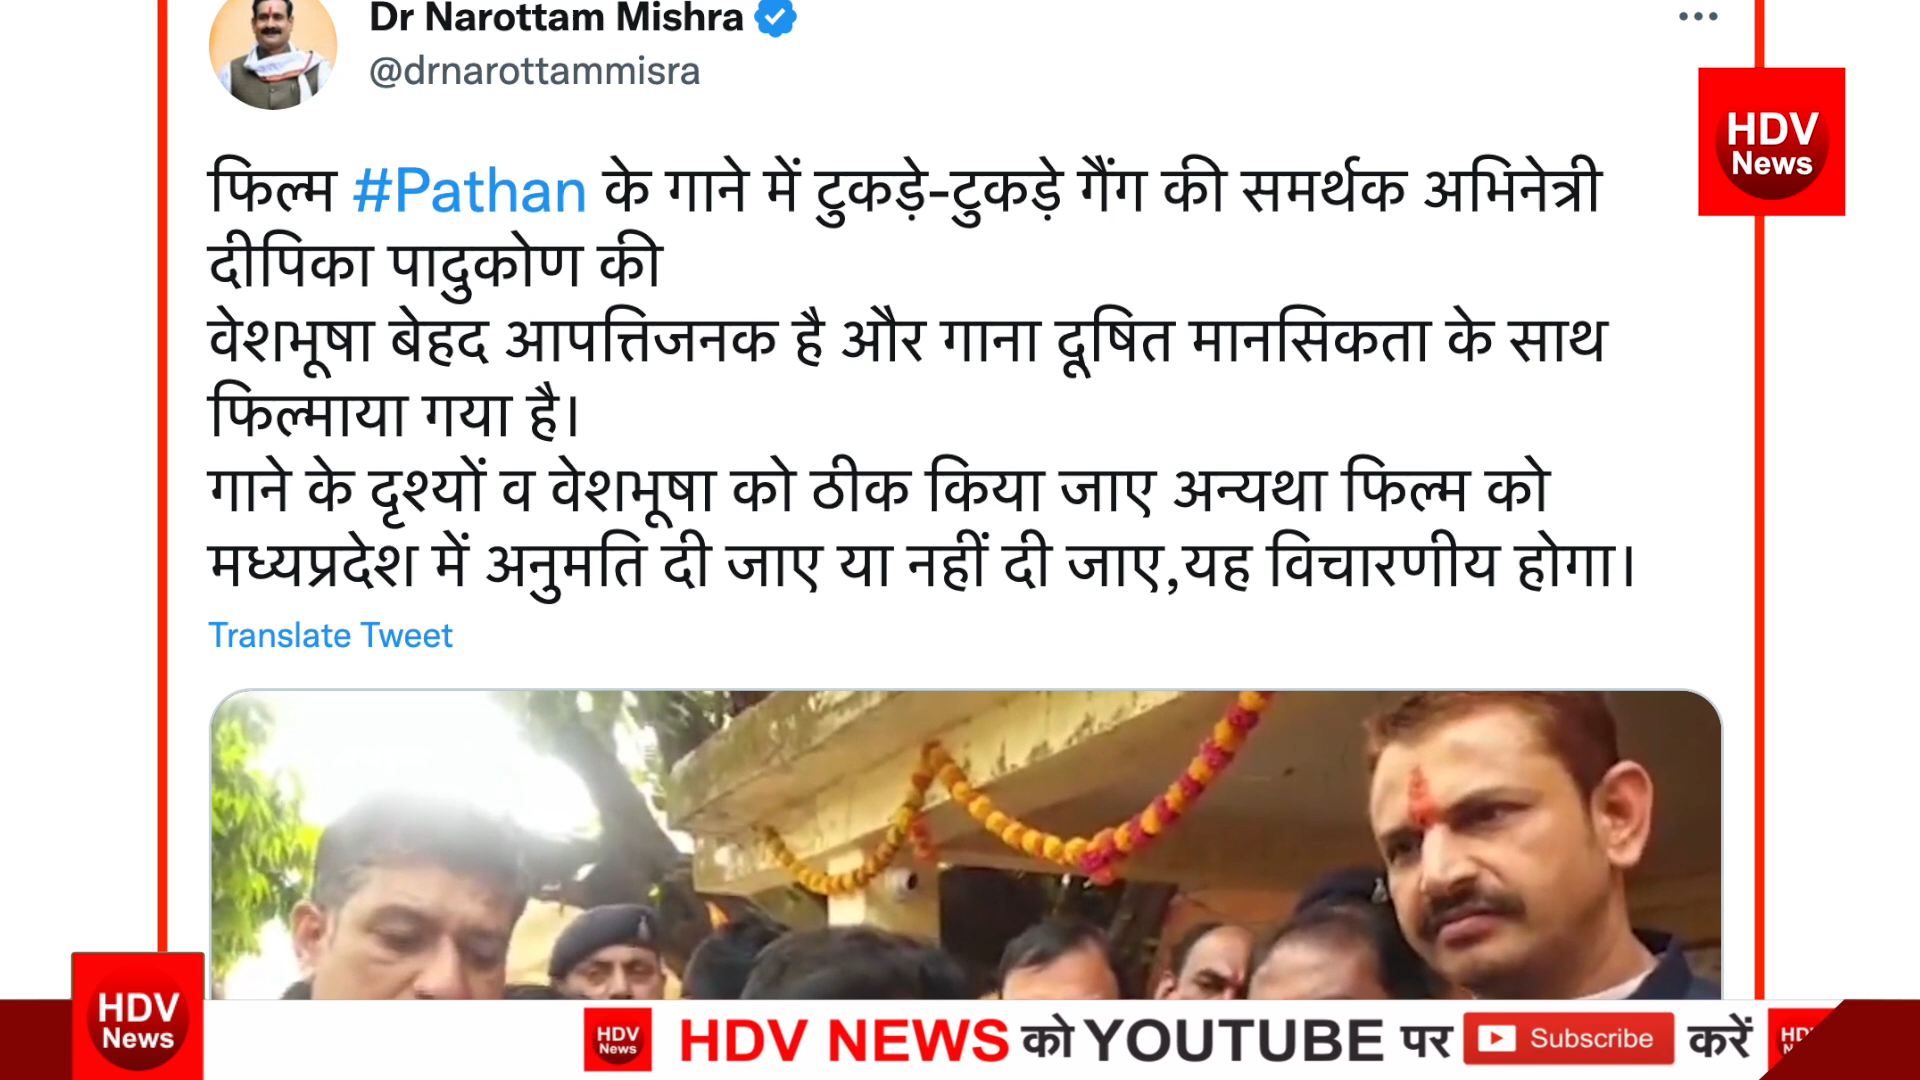 Dr Narottam Mishra
@drnarottammisra
HDV
News
फिल्म #Pathan के गाने में टुकड़े-टुकड़े गैंग की समर्थक अभिनेत्री
दीपिका पादुकोण की
वेशभूषा बेहद आपत्तिजनक है और गाना दूषित मानसिकता के साथ
फिल्माया गया है।
गाने के दृश्यों व वेशभूषा को ठीक किया जाए अन्यथा फिल्म को
मध्यप्रदेश में अनुमति दी जाए या नहीं दी जाए,यह विचारणीय होगा।
Translate Tweet
HDV
News
HDV
News
HDV NEWS को YOUTUBE पर Subscribe करें